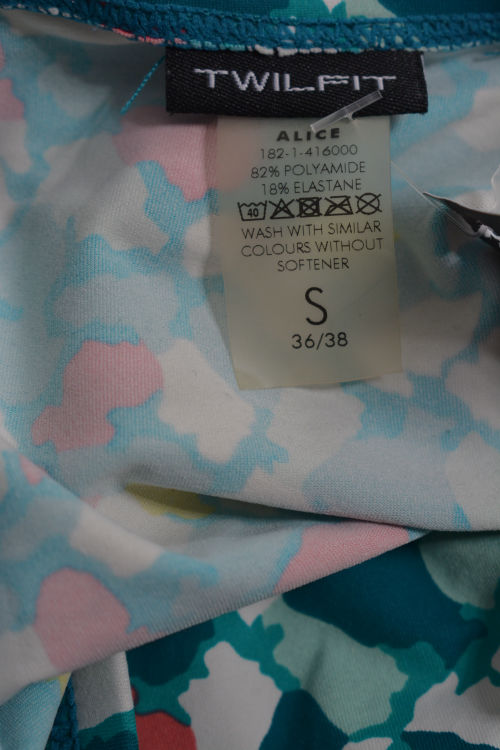 TWILFIT
ALICE
182-1-416000
82% POLYAMIDE
18% ELASTANE
40
WASH WITH SIMILAR
COLOURS WITHOUT
SOFTENER
S
36/38